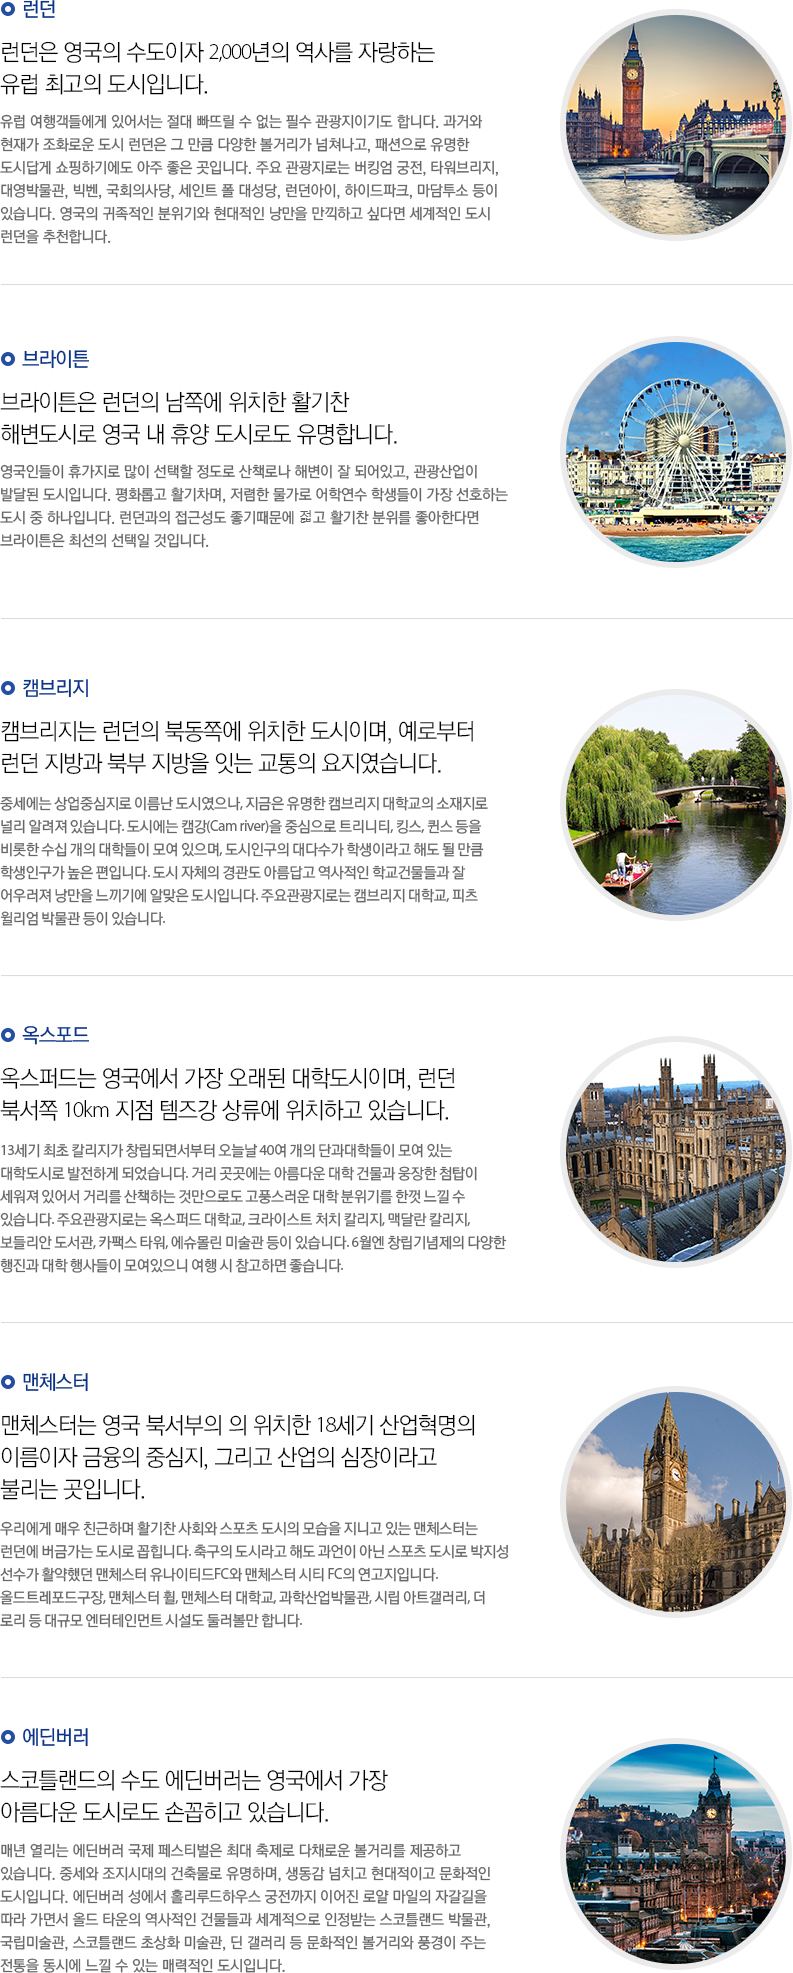 런던
런던은 영국의 수도이자 2,000년의 역사를 자랑하는
유럽 최고의 도시입니다.
유럽 여행객들에게 있어서는 절대 빠뜨릴 수 없는 필수 관광지이기도 합니다. 과거와
현재가 조화로운 도시 런던은 그 만큼 다양한 볼거리가 넘쳐나고, 패션으로 유명한
도시답게 쇼핑하기에도 아주 좋은 곳입니다. 주요 관광지로는 버킹엄 궁전, 타워브리지,
대영박물관, 빅벤, 국회의사당, 세인트 폴 대성당, 런던아이, 하이드파크, 마담투소 등이
있습니다. 영국의 귀족적인 분위기와 현대적인 낭만을 만끽하고 싶다면 세계적인 도시
런던을 추천합니다.
브라이튼
브라이튼은 런던의 남쪽에 위치한 활기찬
해변도시로 영국 내 휴양 도시로도 유명합니다.
영국인들이 휴가지로 많이 선택할 정도로 산책로나 해변이 잘 되어있고, 관광산업이
발달된 도시입니다. 평화롭고 활기차며, 저렴한 물가로 어학연수 학생들이 가장 선호하는
도시 중 하나입니다. 런던과의 접근성도 좋기때문에 젋고 활기찬 분위를 좋아한다면
브라이튼은 최선의 선택일 것입니다.
캠브리지
캠브리지는 런던의 북동쪽에 위치한 도시이며, 예로부터
런던 지방과 북부 지방을 잇는 교통의 요지였습니다.
중세에는 상업중심지로 이름난 도시였으나, 지금은 유명한 캠브리지 대학교의 소재지로
널리 알려져 있습니다. 도시에는 캠강(Cam river)을 중심으로 트리니티, 킹스, 퀸스 등을
비롯한 수십 개의 대학들이 모여 있으며, 도시인구의 대다수가 학생이라고 해도 될 만큼
학생인구가 높은 편입니다. 도시 자체의 경관도 아름답고 역사적인 학교건물들과 잘
어우러져 낭만을 느끼기에 알맞은 도시입니다. 주요관광지로는 캠브리지 대학교, 피츠
윌리엄 박물관 등이 있습니다.
옥스포드
옥스퍼드는 영국에서 가장 오래된 대학도시이며, 런던
북서쪽 10km 지점 템즈강 상류에 위치하고 있습니다.
13세기 최초 칼리지가 창립되면서부터 오늘날 40여 개의 단과대학들이 모여 있는
대학도시로 발전하게 되었습니다. 거리 곳곳에는 아름다운 대학 건물과 웅장한 첨탑이
세워져 있어서 거리를 산책하는 것만으로도 고풍스러운 대학 분위기를 한껏 느낄 수
있습니다. 주요관광지로는 옥스퍼드 대학교, 크라이스트 처치 칼리지, 맥달란 칼리지,
보들리안 도서관, 카팩스 타워, 에슈몰린 미술관 등이 있습니다. 6월엔 창립기념제의 다양한
행진과 대학 행사들이 모여있으니 여행 시 참고하면 좋습니다.
맨체스터
맨체스터는 영국 북서부의 의 위치한 18세기 산업혁명의
이름이자 금융의 중심지, 그리고 산업의 심장이라고
불리는 곳입니다.
우리에게 매우 친근하며 활기찬 사회와 스포츠 도시의 모습을 지니고 있는 맨체스터는
런던에 버금가는 도시로 꼽힙니다. 축구의 도시라고 해도 과언이 아닌 스포츠 도시로 박지성
선수가 활약했던 맨체스터 유나이티드FC와 맨체스터 시티 FC의 연고지입니다.
올드트레포드구장, 맨체스터 휠, 맨체스터 대학교, 과학산업박물관, 시립 아트갤러리, 더
로리 등 대규모 엔터테인먼트 시설도 둘러볼만 합니다.
에딘버러
스코틀랜드의 수도 에딘버러는 영국에서 가장
아름다운 도시로도 손꼽히고 있습니다.
매년 열리는 에딘버러 국제 페스티벌은 최대 축제로 다채로운 볼거리를 제공하고
있습니다. 중세와 조지시대의 건축물로 유명하며, 생동감 넘치고 현대적이고 문화적인
도시입니다. 에딘버러 성에서 홀리루드하우스 궁전까지 이어진 로얄 마일의 자갈길을
따라 가면서 올드 타운의 역사적인 건물들과 세계적으로 인정받는 스코틀랜드 박물관,
국립미술관, 스코틀랜드 초상화 미술관, 딘 갤러리 등 문화적인 볼거리와 풍경이 주는
전통을 동시에 느낄 수 있는 매력적인 도시입니다.